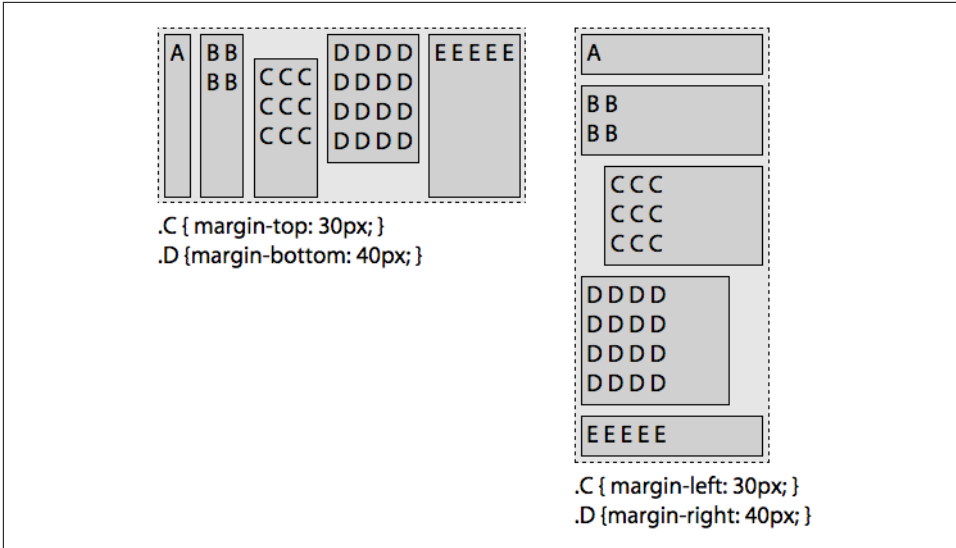 A
B B
B B
C C C
C C C
C C C
D D D D
D D D D
D D D D
D D D D
E E E E E
.C { margin-top: 30px; }
.D {margin-bottom: 40px; }
A
B B
B B
C C C
C C C
C C C
D D D D
D D D D
D D D D
D D D D
E E E E E
.C { margin-left: 30px; }
.D {margin-right: 40px; }